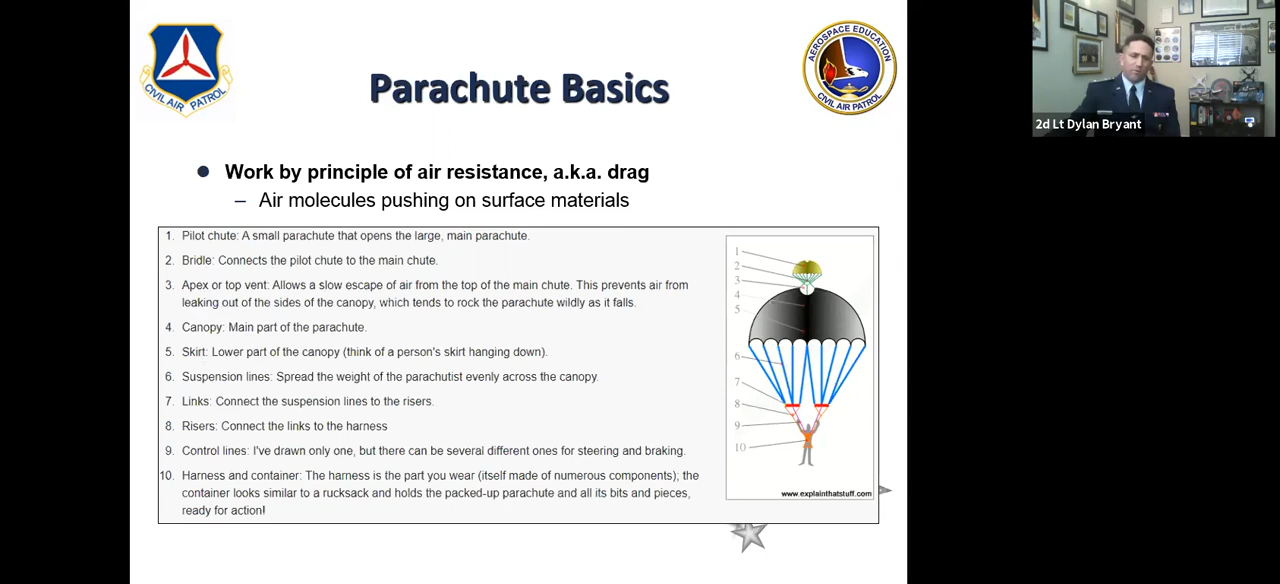 CIVIL AIR PATROL
Parachute Basics
AEROSPACE EDUCATION
CIVIL AIR PATROL
2d Lt Dylan Bryant
● Work by principle of air resistance, a.k.a. drag
– Air molecules pushing on surface materials
1. Pilot chute: A small parachute that opens the large, main parachute.
2. Bridle: Connects the pilot chute to the main chute.
3. Apex or top vent: Allows a slow escape of air from the top of the main chute. This prevents air from
leaking out of the sides of the canopy, which tends to rock the parachute wildly as it falls.
4. Canopy: Main part of the parachute.
5. Skirt: Lower part of the canopy (think of a person's skirt hanging down).
6. Suspension lines: Spread the weight of the parachutist evenly across the canopy.
7. Links: Connect the suspension lines to the risers.
8. Risers: Connect the links to the harness
9. Control lines: I've drawn only one, but there can be several different ones for steering and braking.
10. Harness and container: The harness is the part you wear (itself made of numerous components); the
container looks similar to a rucksack and holds the packed-up parachute and all its bits and pieces,
ready for action!
1
2
3
4
5
6
7
8
9
10
www.explainthatstuff.com